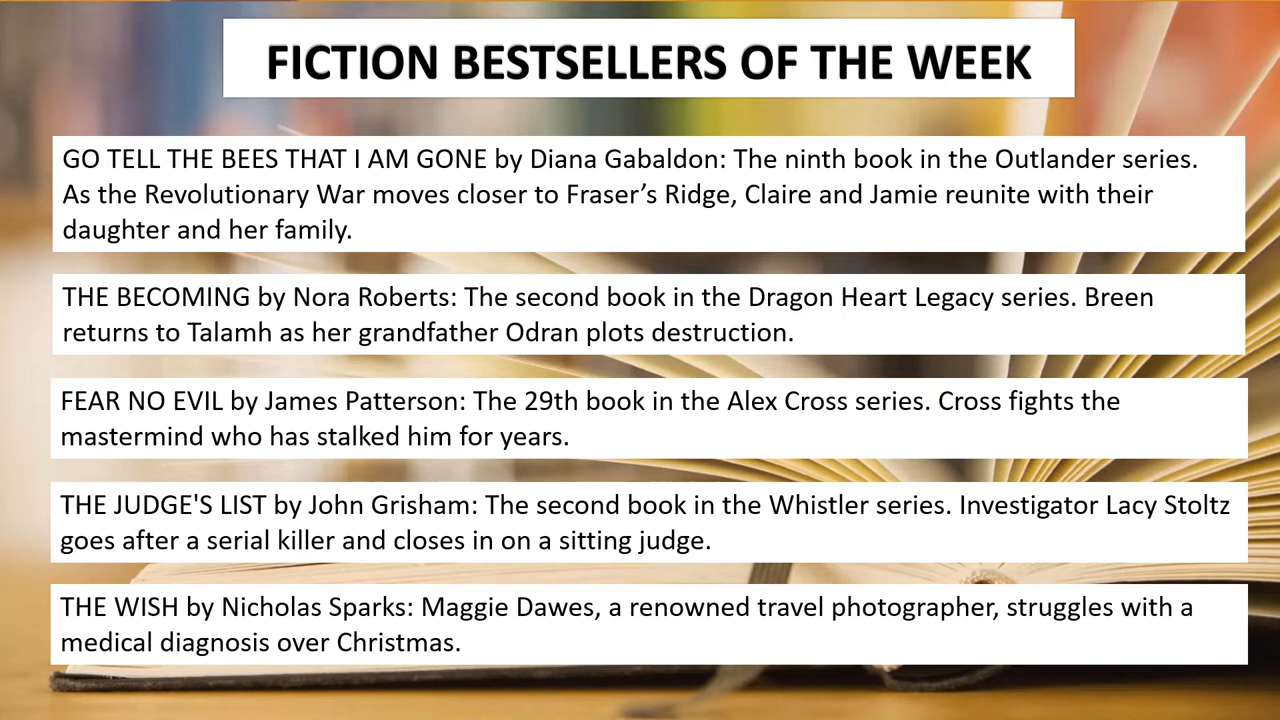 FICTION BESTSELLERS OF THE WEEK
GO TELL THE BEES THAT I AM GONE by Diana Gabaldon: The ninth book in the Outlander series.
As the Revolutionary War moves closer to Fraser’s Ridge, Claire and Jamie reunite with their
daughter and her family.
THE BECOMING by Nora Roberts: The second book in the Dragon Heart Legacy series. Breen
returns to Talamh as her grandfather Odran plots destruction.
FEAR NO EVIL by James Patterson: The 29th book in the Alex Cross series. Cross fights the
mastermind who has stalked him for years.
THE JUDGE'S LIST by John Grisham: The second book in the Whistler series. Investigator Lacy Stoltz
goes after a serial killer and closes in on a sitting judge.
THE WISH by Nicholas Sparks: Maggie Dawes, a renowned travel photographer, struggles with a
medical diagnosis over Christmas.